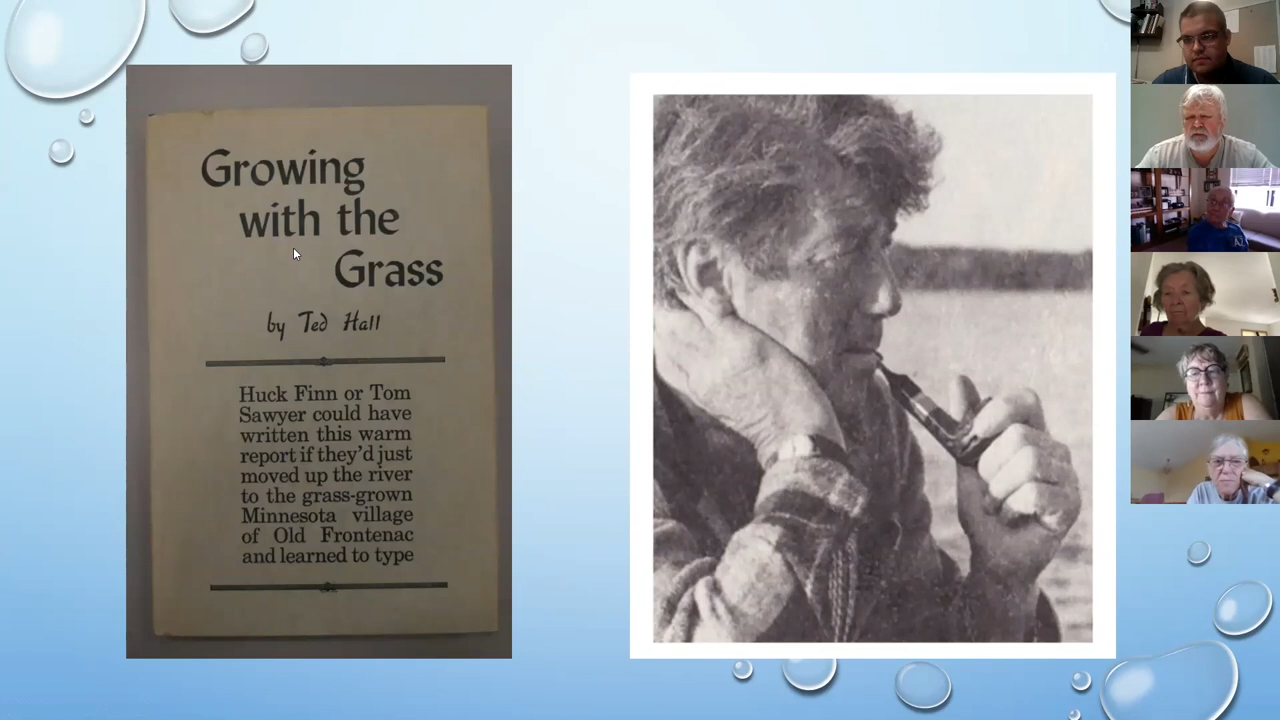 Growing
with the
Grass
by Ted Hall
Huck Finn or Tom
Sawyer could have
written this warm
report if they'd just
moved up the river
to the grass-grown
Minnesota village
of Old Frontenac
and learned to type